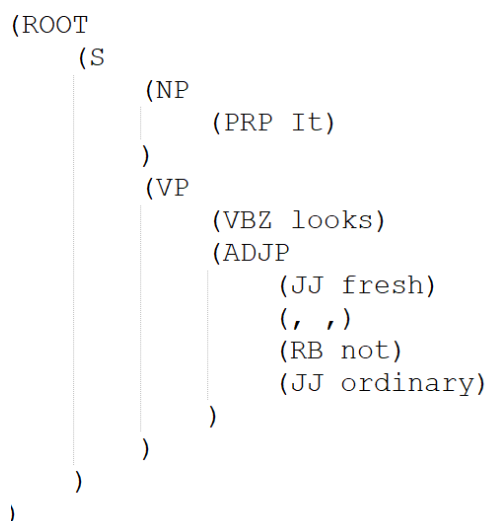 (ROOT
(S
(NP
(PRP It)
)
(VP
(VBZ looks)
(ADJP
(JJ fresh)
(, ,)
(RB not)
(JJ ordinary)
)
)
)
)